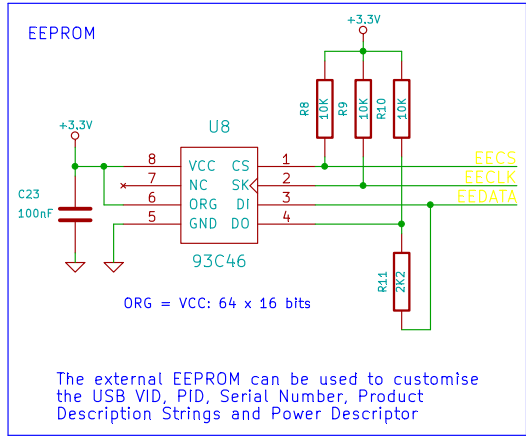 EEPROM
+3.3V
R8 10K R9 10K R10 10K
+3.3V
U8
8 VCC CS 1 EECS
7 NC SK 2 EECLK
6 ORG DI 3 EEDATA
5 GND DO 4
C23
100nF
93C46
R11 2K2
ORG = VCC: 64 x 16 bits
The external EEPROM can be used to customise
the USB VID, PID, Serial Number, Product
Description Strings and Power Descriptor